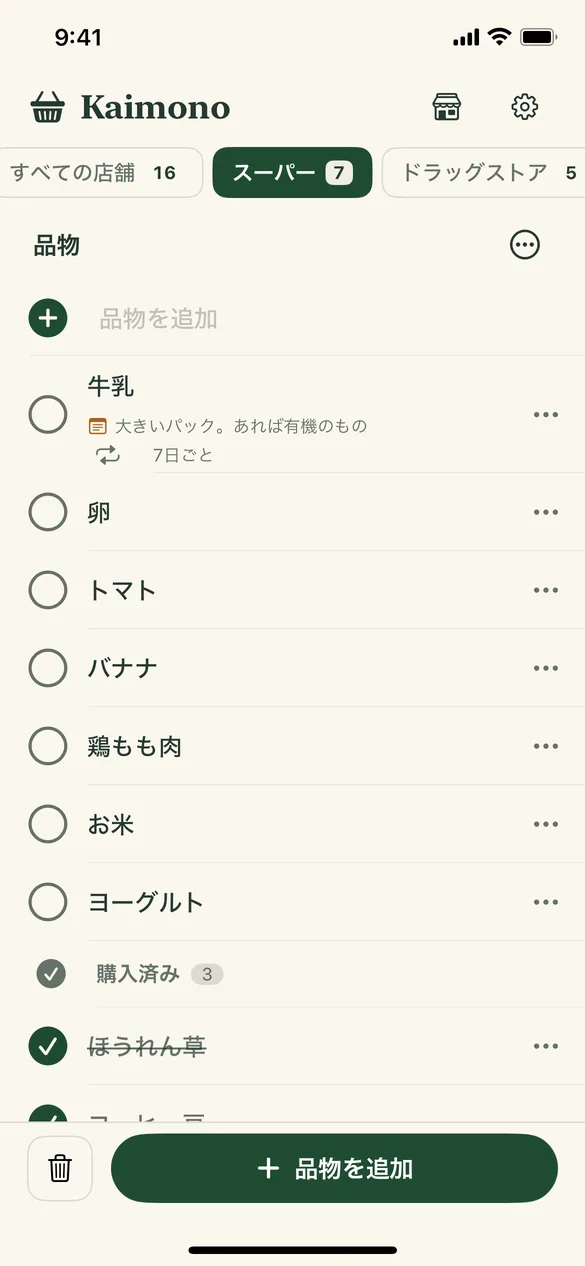 9:41
Kaimono
すべての店舗 16
スーパー 7
ドラッグストア 5
品物
品物を追加
牛乳
大きいパック。あれば有機のもの
7日ごと
卵
トマト
バナナ
鶏もも肉
お米
ヨーグルト
購入済み 3
ほうれん草
品物を追加